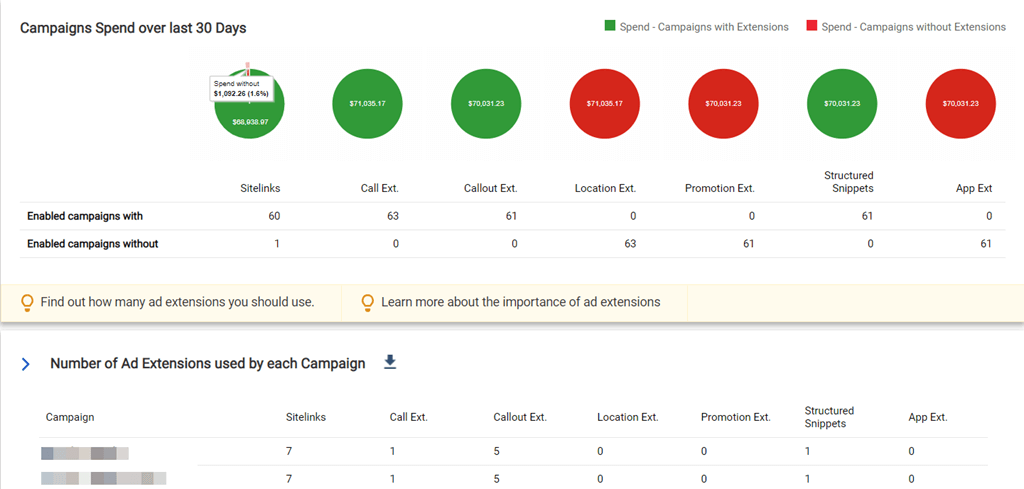 Campaigns Spend over last 30 Days
Spend - Campaigns with Extensions Spend - Campaigns without Extensions
Spend without
$1,092.26 (1.6%)
$68,938.97 $71,035.17 $70,031.23 $71,035.17 $70,031.23 $70,031.23 $70,031.23
Sitelinks Call Ext. Callout Ext. Location Ext. Promotion Ext. Structured Snippets App Ext
Enabled campaigns with 60 63 61 0 0 61 0
Enabled campaigns without 1 0 0 63 61 0 61
Find out how many ad extensions you should use. Learn more about the importance of ad extensions
Number of Ad Extensions used by each Campaign
Campaign Sitelinks Call Ext. Callout Ext. Location Ext. Promotion Ext. Structured Snippets App Ext.
7 1 5 0 0 1 0
7 1 5 0 0 1 0